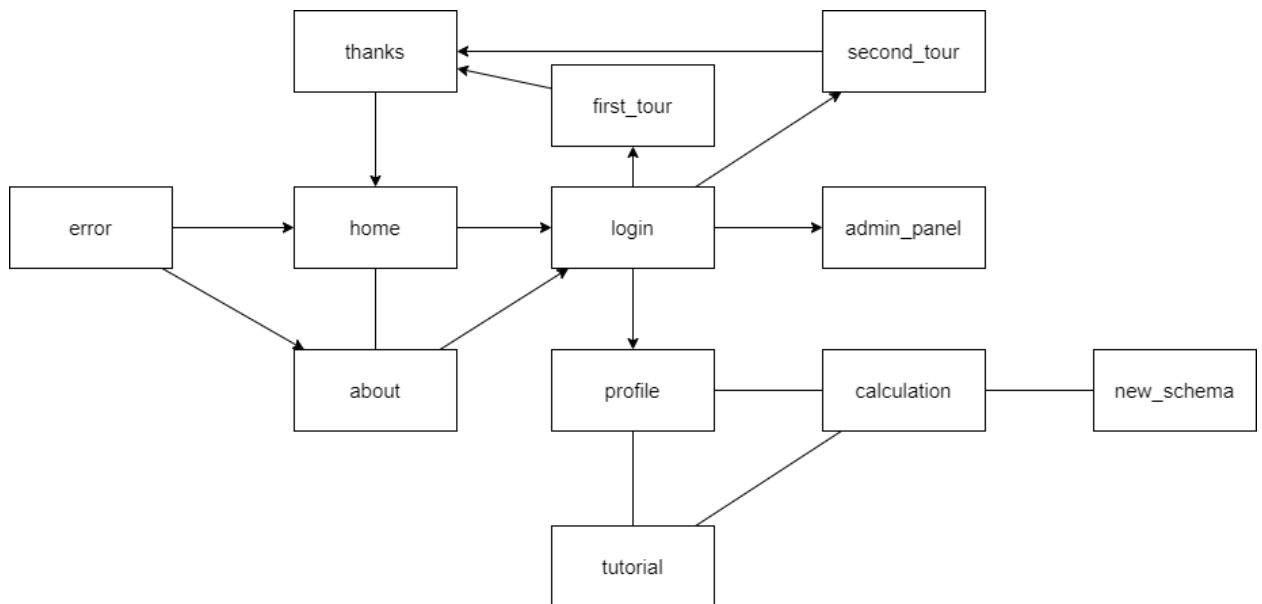 thanks
second_tour
first_tour
error
home
login
admin_panel
about
profile
calculation
new_schema
tutorial